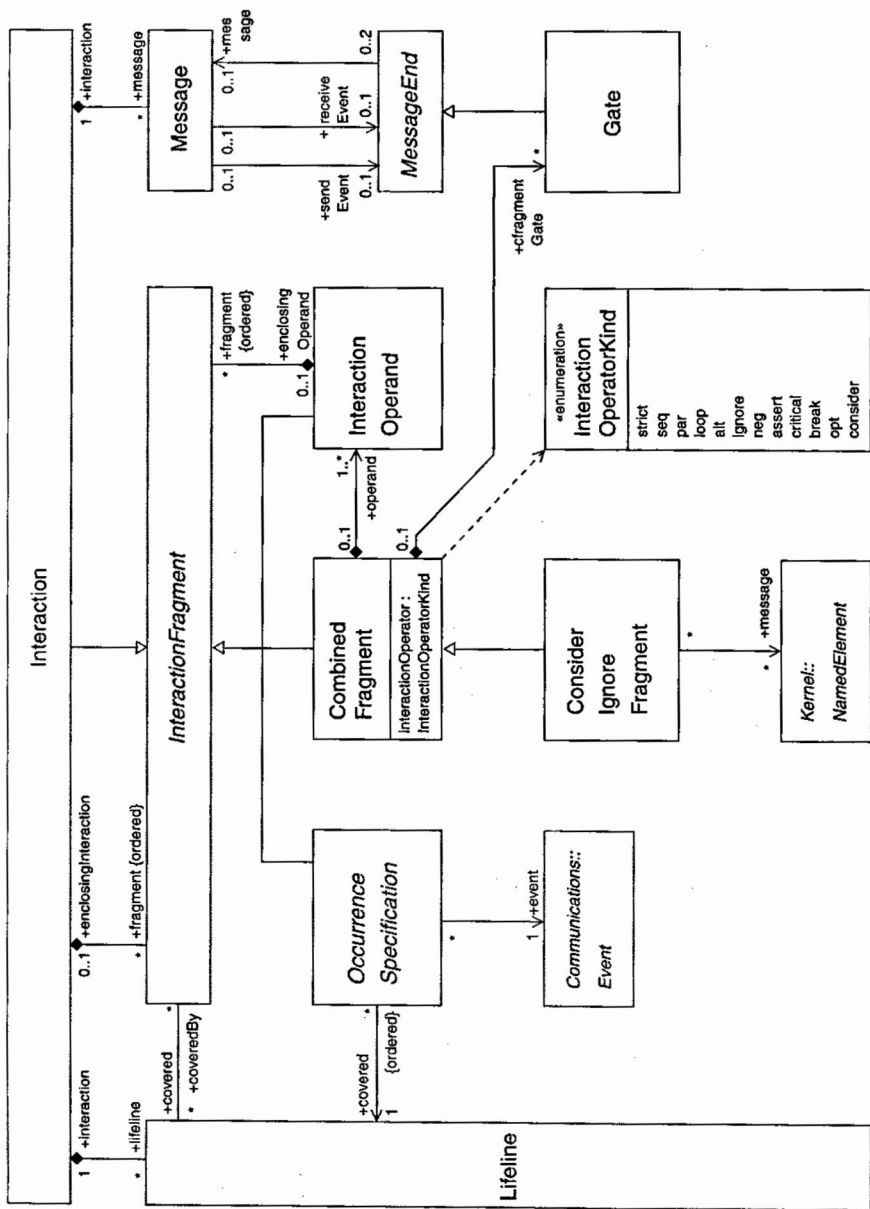 Interaction
1
+interaction
*
+lifeline
0..1
+enclosingInteraction
*
+fragment {ordered}
1
+interaction
*
+message
Lifeline
+covered
*
*
+coveredBy
InteractionFragment
*
+fragment
{ordered}
+enclosing
Operand
0..1
Message
0..1
+send
Event
0..1
0..1
+ receive
Event
0..1
0..1
+mes
sage
0..2
MessageEnd
+covered
1
*
{ordered}
Occurrence
Specification
*
1
+event
Communications::
Event
Combined
Fragment
interactionOperator :
InteractionOperatorKind
0..1
1..*
+operand
0..1
Interaction
Operand
+cfragment
Gate
*
Gate
Consider
Ignore
Fragment
*
*
+message
Kernel::
NamedElement
«enumeration»
Interaction
OperatorKind
strict
seq
par
loop
alt
Ignore
neg
assert
critical
break
opt
consider